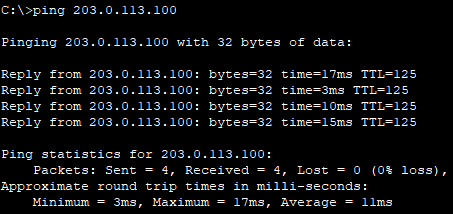 C:\>ping 203.0.113.100
Pinging 203.0.113.100 with 32 bytes of data:
Reply from 203.0.113.100: bytes=32 time=17ms TTL=125
Reply from 203.0.113.100: bytes=32 time=3ms TTL=125
Reply from 203.0.113.100: bytes=32 time=10ms TTL=125
Reply from 203.0.113.100: bytes=32 time=15ms TTL=125
Ping statistics for 203.0.113.100:
    Packets: Sent = 4, Received = 4, Lost = 0 (0% loss),
Approximate round trip times in milli-seconds:
    Minimum = 3ms, Maximum = 17ms, Average = 11ms